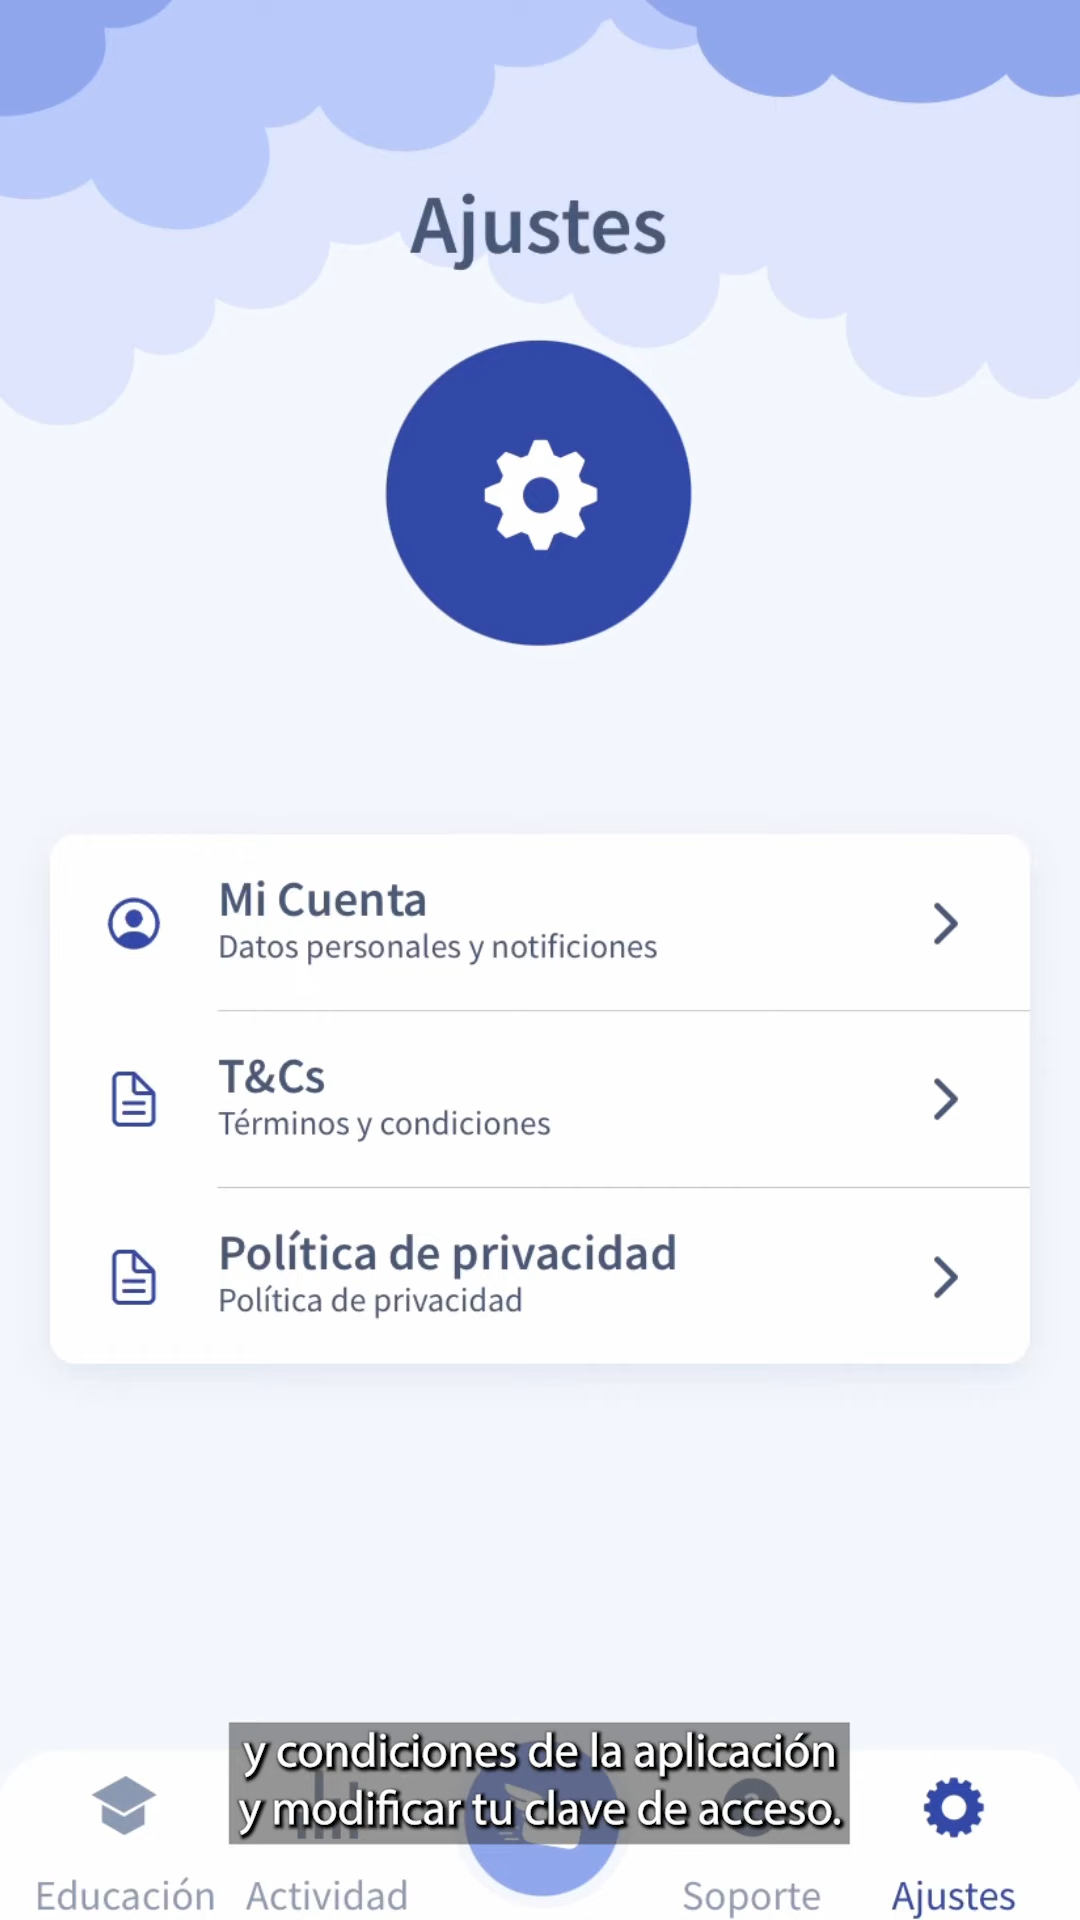 Ajustes
Mi Cuenta
Datos personales y notificiones
T&Cs
Términos y condiciones
Política de privacidad
Política de privacidad
y condiciones de la aplicación
y modificar tu clave de acceso.
Educación
Actividad
Soporte
Ajustes